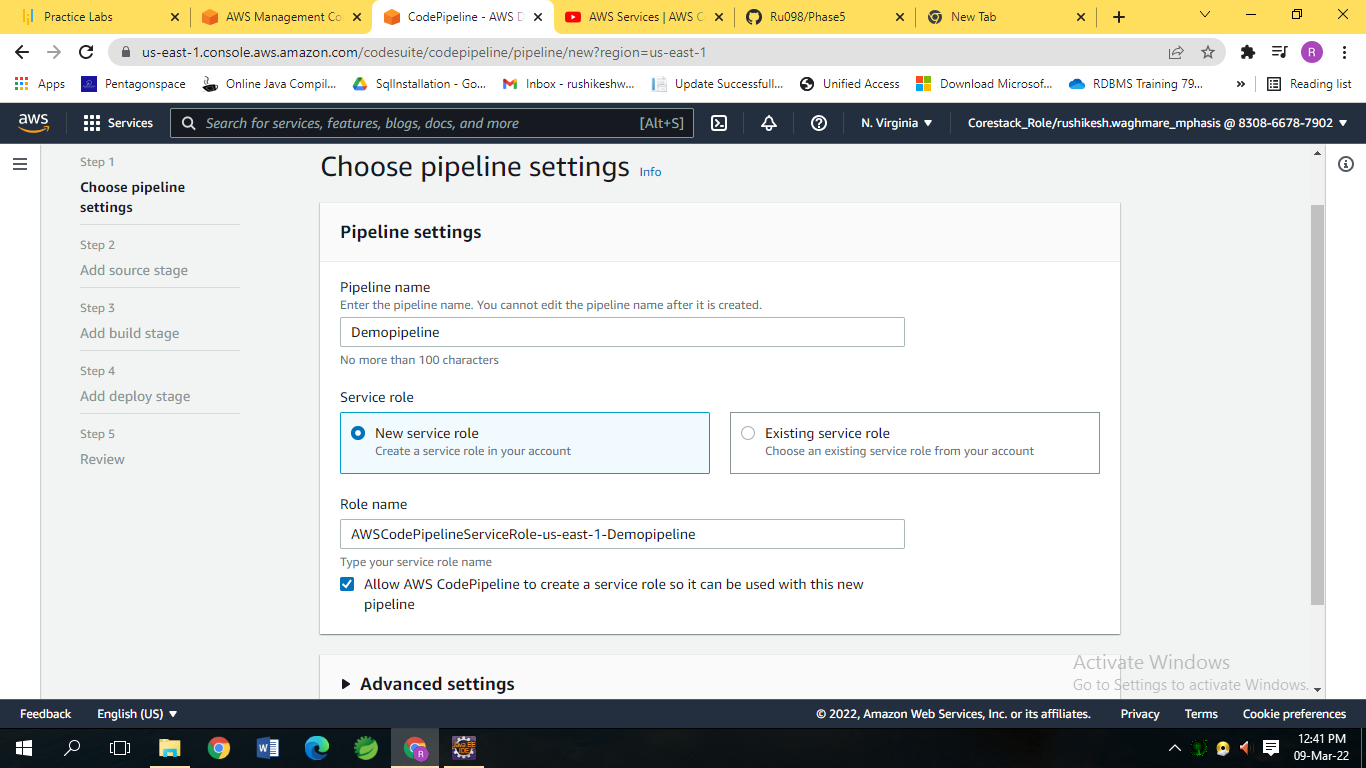 Practice Labs
AWS Management Co
CodePipeline - AWS D
AWS Services | AWS C
Ru098/Phase5
New Tab
us-east-1.console.aws.amazon.com/codesuite/codepipeline/pipeline/new?region=us-east-1
R
Apps
Pentagonspace
Online Java Compil...
SqlInstallation - Go...
Inbox - rushikeshw...
Update Successfull...
Unified Access
Download Microsof...
RDBMS Training 79...
»
Reading list
aws
Services
Search for services, features, blogs, docs, and more
[Alt+S]
N. Virginia
Corestack_Role/rushikesh.waghmare_mphasis @ 8308-6678-7902
Step 1
Choose pipeline
settings
Step 2
Add source stage
Step 3
Add build stage
Step 4
Add deploy stage
Step 5
Review
Choose pipeline settings Info
Pipeline settings
Pipeline name
Enter the pipeline name. You cannot edit the pipeline name after it is created.
Demopipeline
No more than 100 characters
Service role
New service role
Create a service role in your account
Existing service role
Choose an existing service role from your account
Role name
AWSCodePipelineServiceRole-us-east-1-Demopipeline
Type your service role name
Allow AWS CodePipeline to create a service role so it can be used with this new
pipeline
Advanced settings
Activate Windows
Go to Settings to activate Windows.
Feedback
English (US)
© 2022, Amazon Web Services, Inc. or its affiliates.
Privacy
Terms
Cookie preferences
R
Java EE
IDE
12:41 PM
09-Mar-22